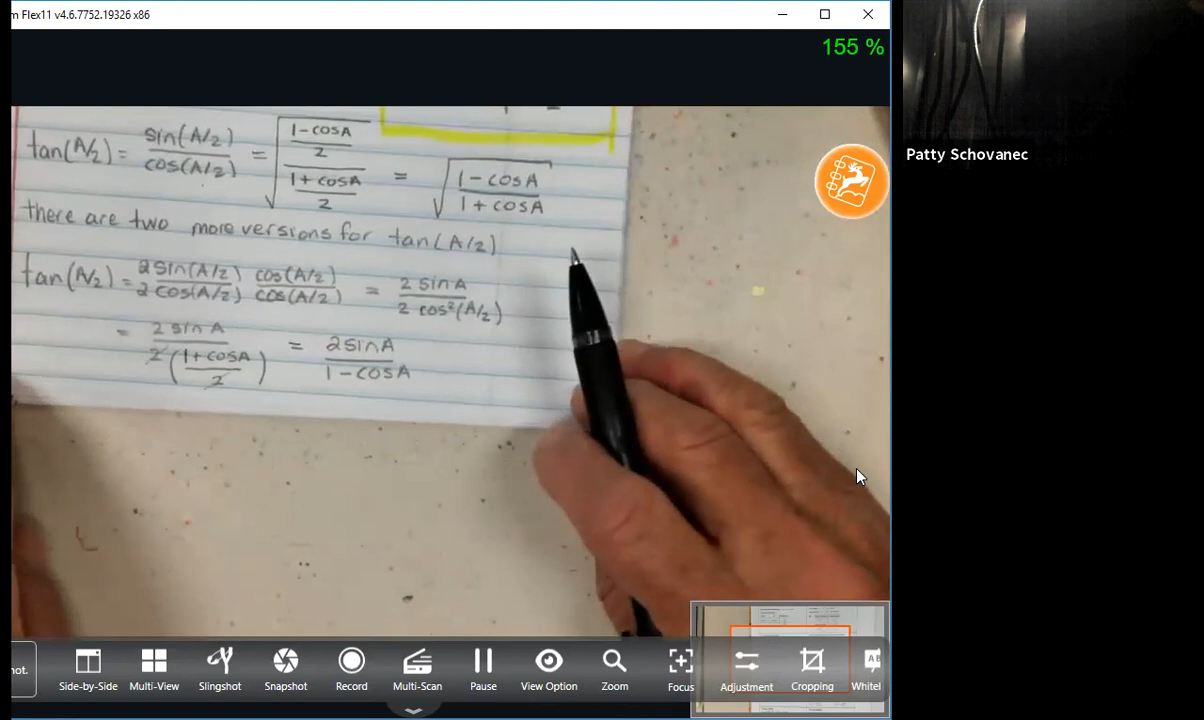 m Flex11 v4.6.7752.19326 x86
155 %
Patty Schovanec
tan(A/2) = sin(A/2)/cos(A/2) = √(((1-cosA)/2)/((1+cosA)/2)) = √((1-cosA)/(1+cosA))
there are two more versions for tan(A/2)
tan(A/2) = 2sin(A/2)/2cos(A/2) cos(A/2)/cos(A/2) = 2 sinA/2 cos²(A/2)
= 2 sinA/2((1+cosA)/2) = 2sinA/1-cosA
not.
Side-by-Side Multi-View Slingshot Snapshot Record Multi-Scan Pause View Option Zoom Focus Adjustment Cropping Whitel